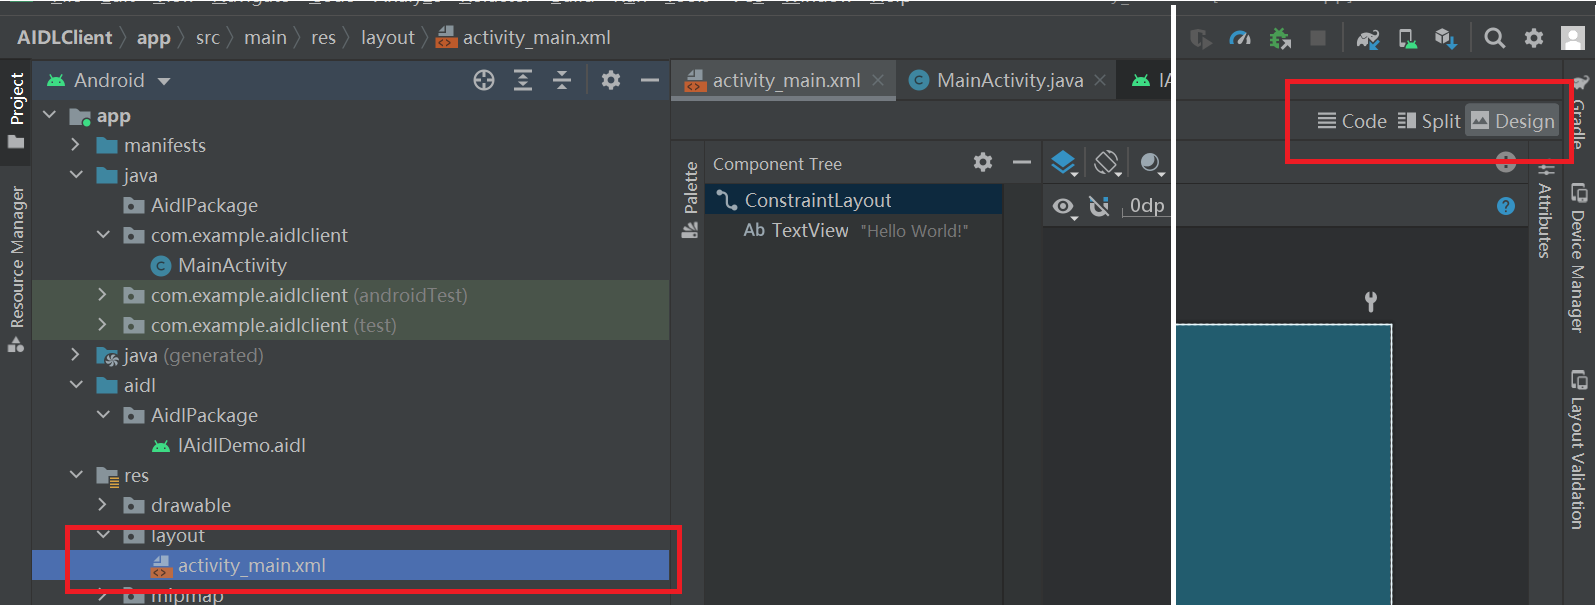 AIDLClient app src main res layout activity_main.xml
Project
Resource Manager
Android
app
manifests
java
AidlPackage
com.example.aidlclient
MainActivity
com.example.aidlclient (androidTest)
com.example.aidlclient (test)
java (generated)
aidl
AidlPackage
IAidlDemo.aidl
res
drawable
layout
activity_main.xml
mipmap
activity_main.xml
MainActivity.java
IA
Code Split Design
Palette
Component Tree
ConstraintLayout
Ab TextView "Hello World!"
0dp
Attributes
Gradle
Device Manager
Layout Validation